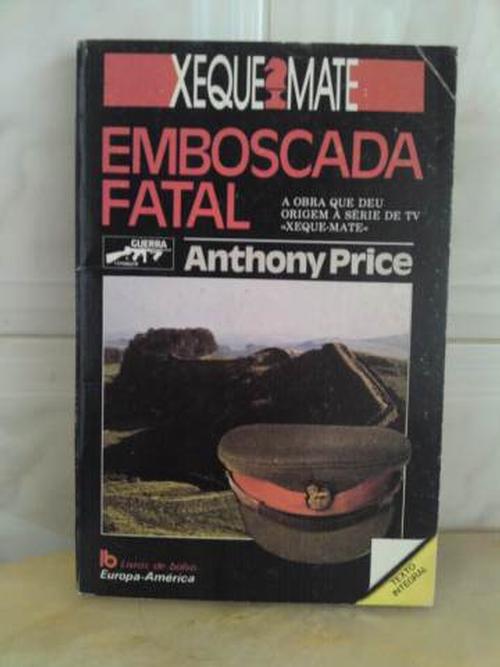 XEQUE MATE
EMBOSCADA
FATAL
A OBRA QUE DEU
ORIGEM À SÉRIE DE TV
«XEQUE-MATE«
GUERRA
Anthony Price
lb Livros de bolso
Europa-América
TEXTO
INTEGRAL